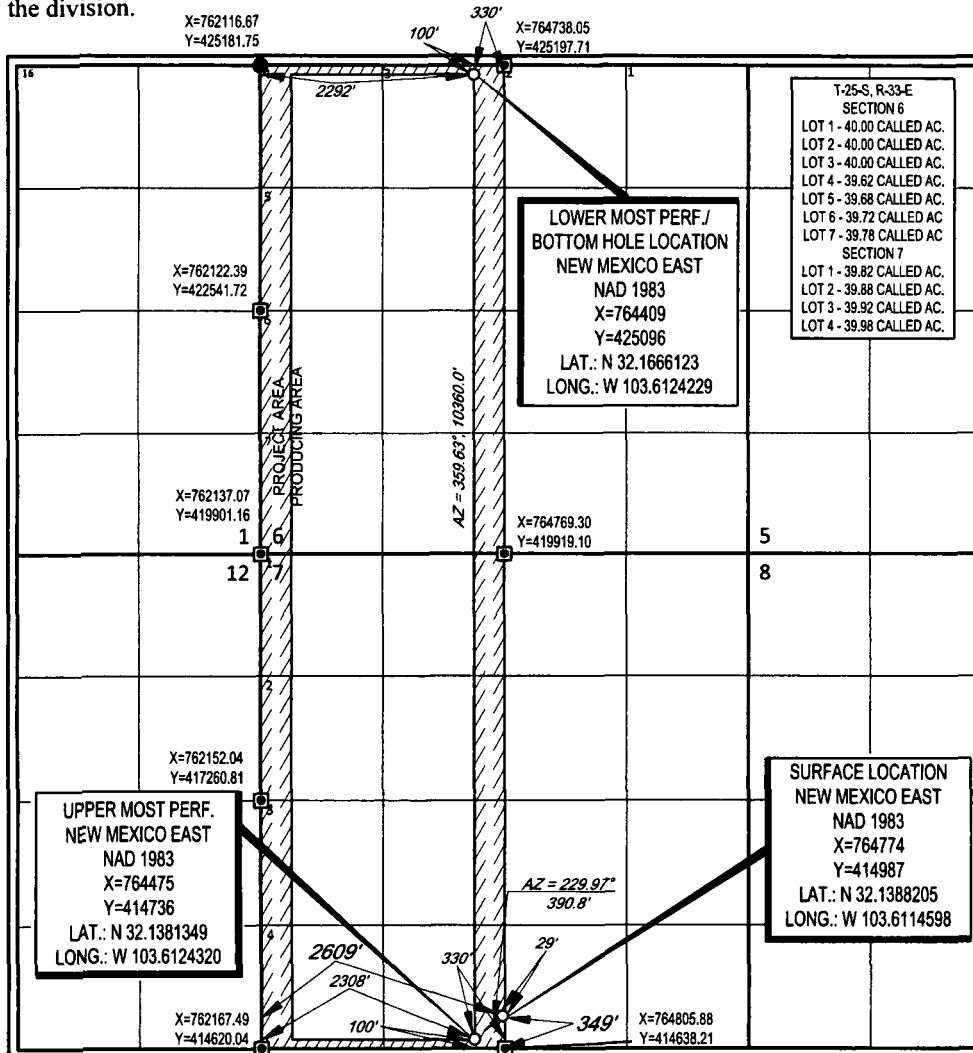 the division.
X=762116.67
Y=425181.75
100'
330'
X=764738.05
Y=425197.71
16
3
2
1
2292'
T-25-S, R-33-E
SECTION 6
LOT 1 - 40.00 CALLED AC.
LOT 2 - 40.00 CALLED AC.
LOT 3 - 40.00 CALLED AC.
LOT 4 - 39.62 CALLED AC.
LOT 5 - 39.68 CALLED AC.
LOT 6 - 39.72 CALLED AC
LOT 7 - 39.78 CALLED AC
SECTION 7
LOT 1 - 39.82 CALLED AC.
LOT 2 - 39.88 CALLED AC.
LOT 3 - 39.92 CALLED AC.
LOT 4 - 39.98 CALLED AC.
5
LOWER MOST PERF./
BOTTOM HOLE LOCATION
NEW MEXICO EAST
NAD 1983
X=764409
Y=425096
LAT.: N 32.1666123
LONG.: W 103.6124229
X=762122.39
Y=422541.72
6
PROJECT AREA
PRODUCING AREA
AZ = 359.63°, 10360.0'
7
X=762137.07
Y=419901.16
X=764769.30
Y=419919.10
1 6
5
12 7
8
1
2
X=762152.04
Y=417260.81
3
UPPER MOST PERF.
NEW MEXICO EAST
NAD 1983
X=764475
Y=414736
LAT.: N 32.1381349
LONG.: W 103.6124320
SURFACE LOCATION
NEW MEXICO EAST
NAD 1983
X=764774
Y=414987
LAT.: N 32.1388205
LONG.: W 103.6114598
AZ = 229.97°
390.8'
4
2609'
330'
29'
2308'
100'
349'
X=762167.49
Y=414620.04
X=764805.88
Y=414638.21